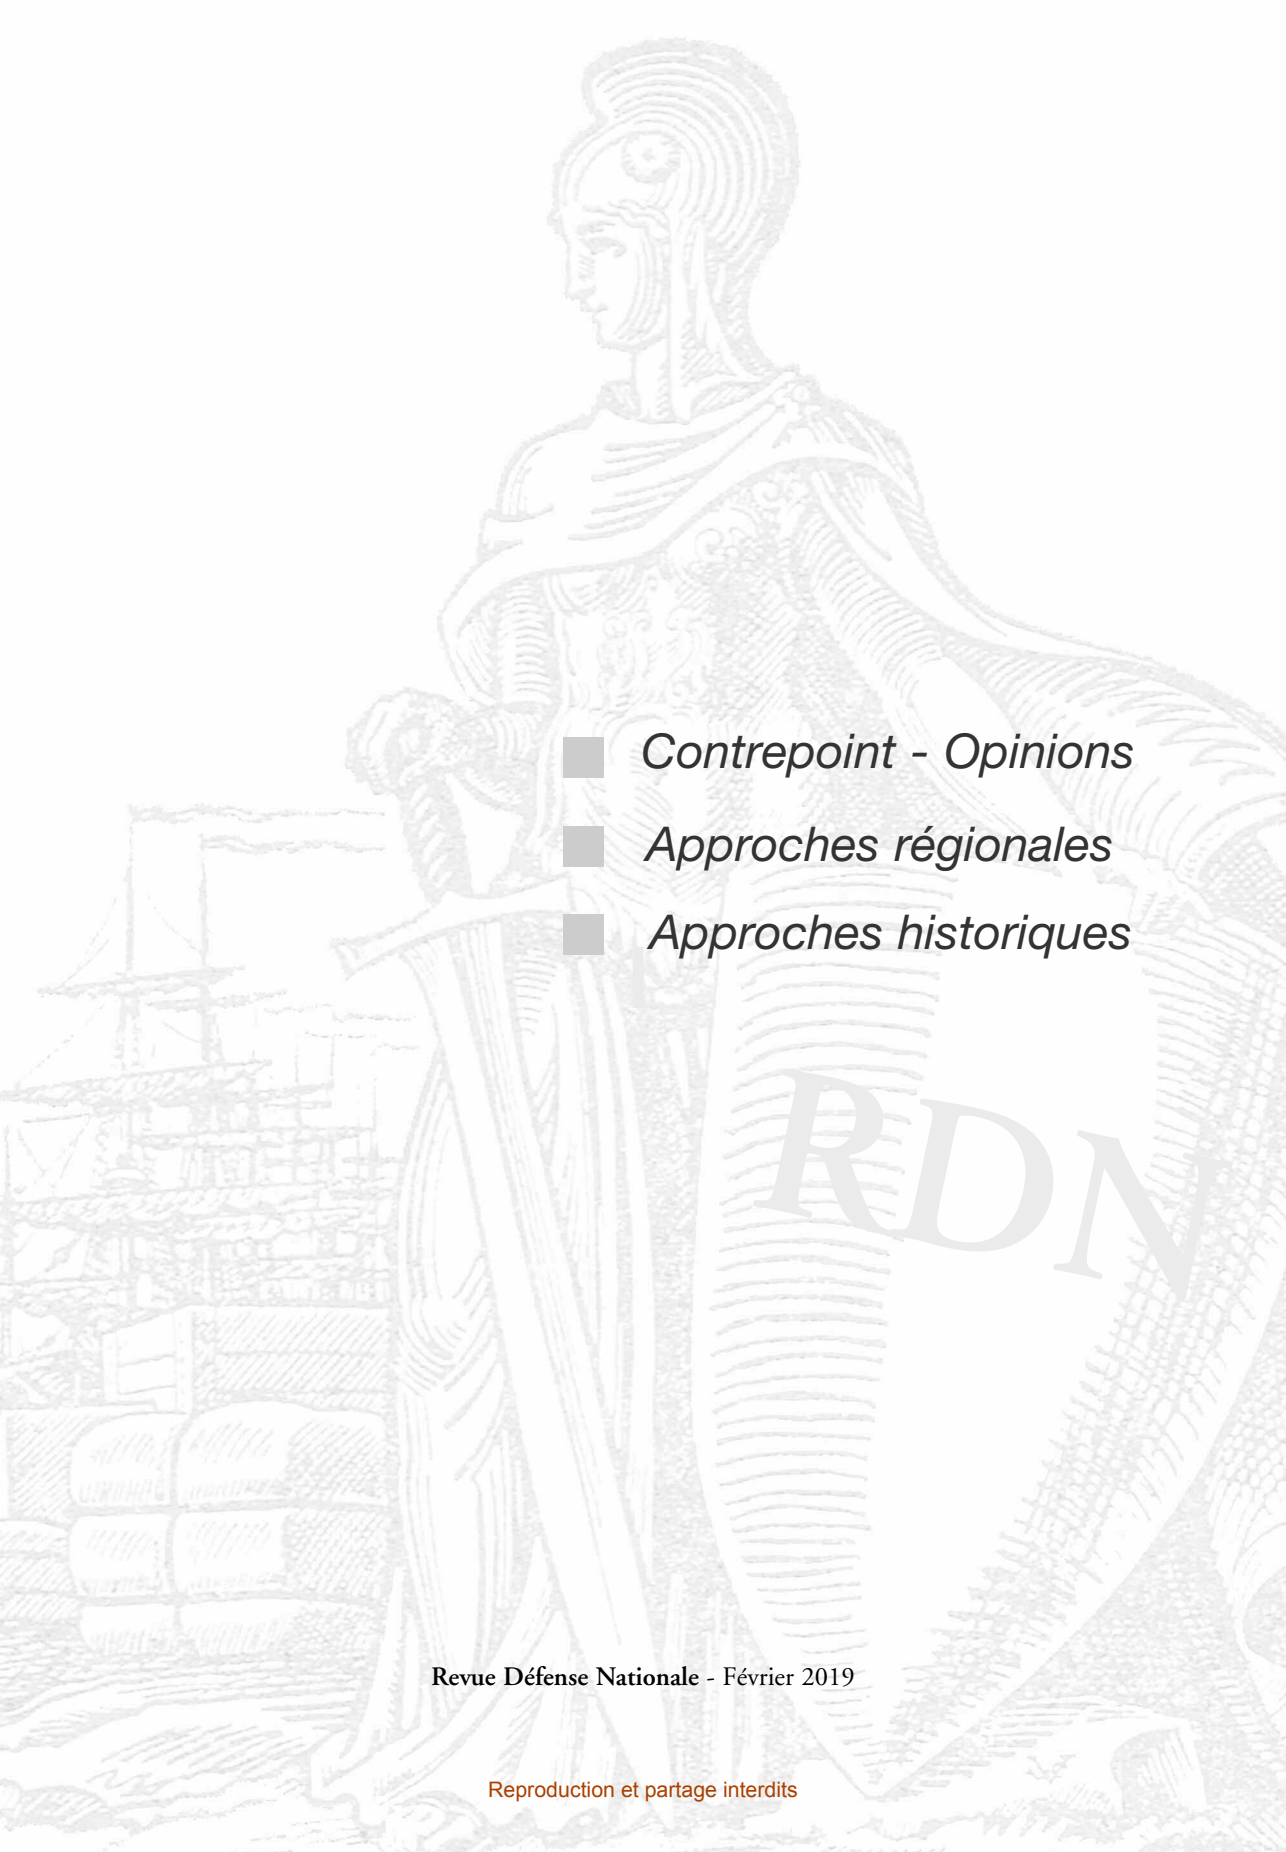 Contrepoint - Opinions
Approches régionales
Approches historiques
RDN
Revue Défense Nationale - Février 2019
Reproduction et partage interdits